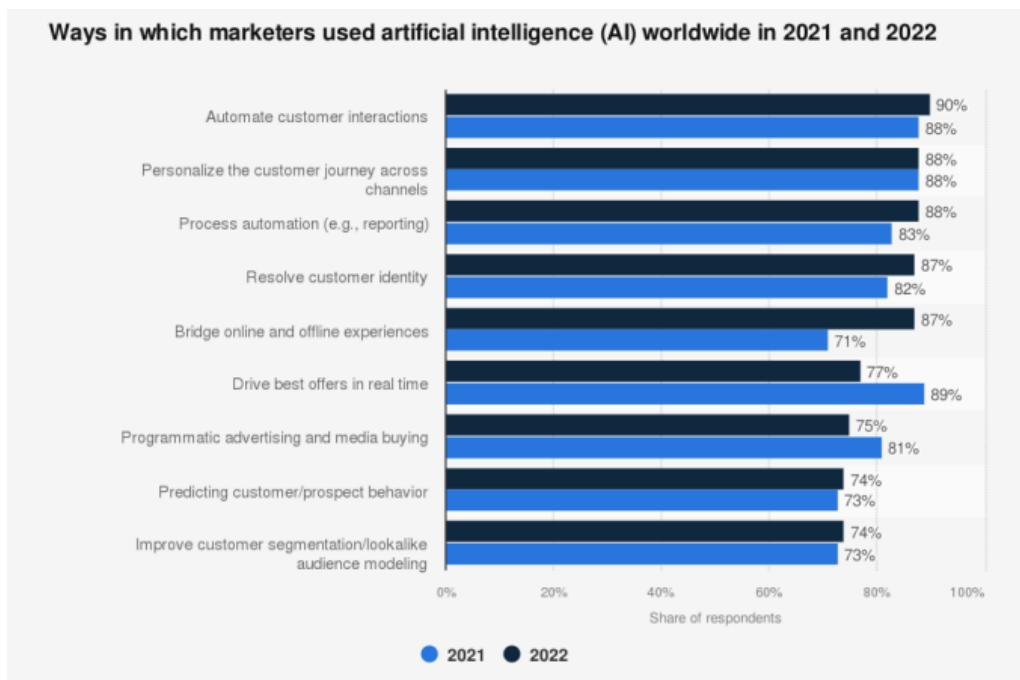 Ways in which marketers used artificial intelligence (AI) worldwide in 2021 and 2022
Automate customer interactions
90%
88%
Personalize the customer journey across
channels
88%
88%
Process automation (e.g., reporting)
88%
83%
Resolve customer identity
87%
82%
Bridge online and offline experiences
87%
71%
Drive best offers in real time
77%
89%
Programmatic advertising and media buying
75%
81%
Predicting customer/prospect behavior
74%
73%
Improve customer segmentation/lookalike
audience modeling
74%
73%
0% 20% 40% 60% 80% 100%
Share of respondents
2021 2022